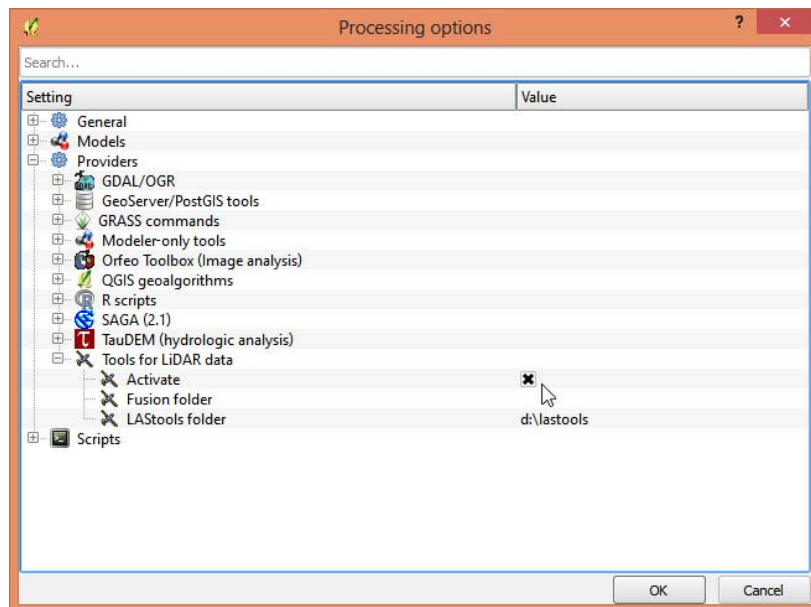 Processing options
?
×
Search...
Setting Value
General
Models
Providers
GDAL/OGR
GeoServer/PostGIS tools
GRASS commands
Modeler-only tools
Orfeo Toolbox (Image analysis)
QGIS geoalgorithms
R scripts
SAGA (2.1)
TauDEM (hydrologic analysis)
Tools for LiDAR data
Activate
Fusion folder
LAStools folder d:\lastools
Scripts
OK Cancel